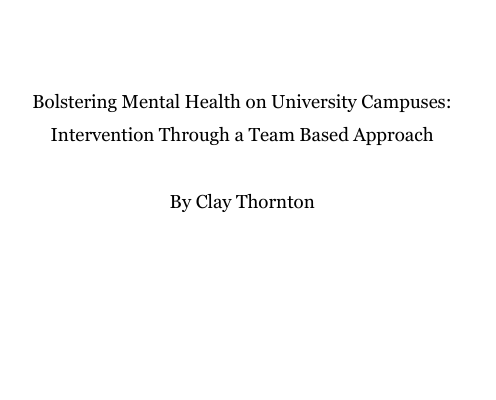 Bolstering Mental Health on University Campuses:
Intervention Through a Team Based Approach
By Clay Thornton